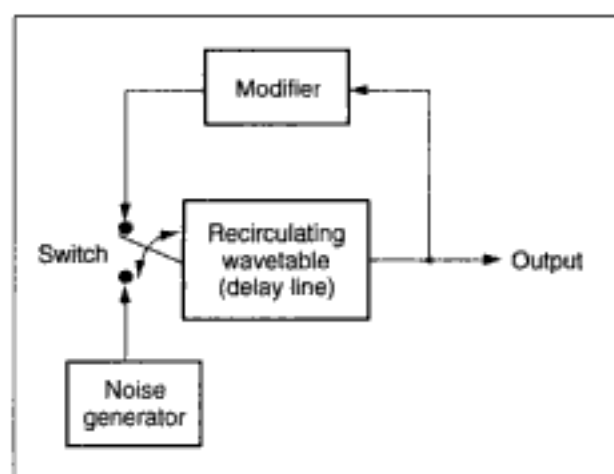 Modifier
Switch
Recirculating
wavetable
(delay line)
Output
Noise
generator